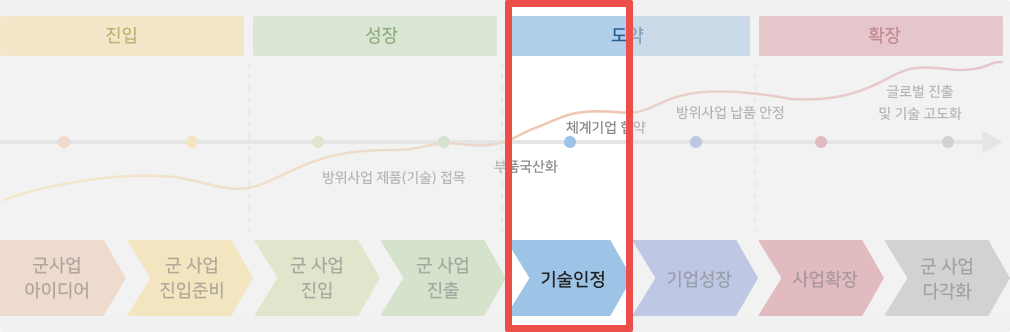 진입
성장
도약
확장
글로벌 진출
및 기술 고도화
방위사업 납품 안정
체계기업 협약
부품국산화
방위사업 제품(기술) 접목
군사업
아이디어
군 사업
진입준비
군 사업
진입
군 사업
진출
기술인정
기업성장
사업확장
군 사업
다각화